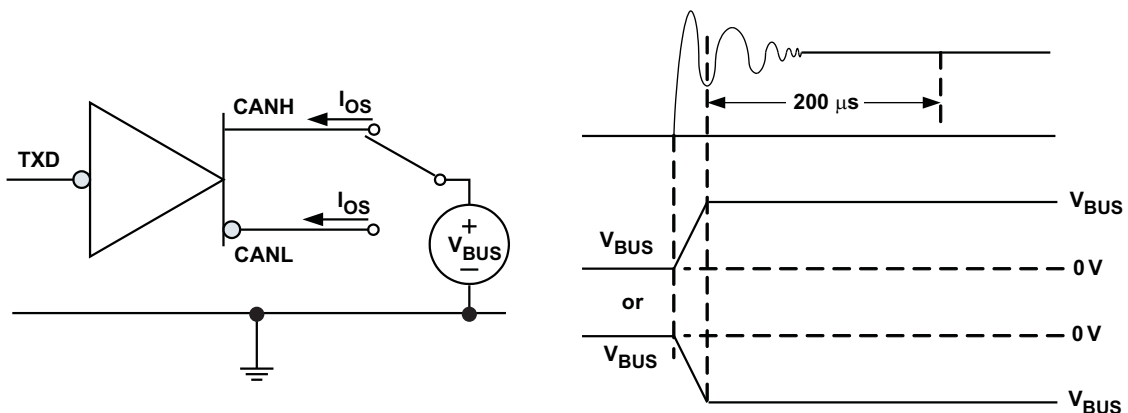 CANH
I_OS
TXD
I_OS
CANL
+
V_BUS
−
200 μs
V_BUS
V_BUS
0 V
or
0 V
V_BUS
V_BUS